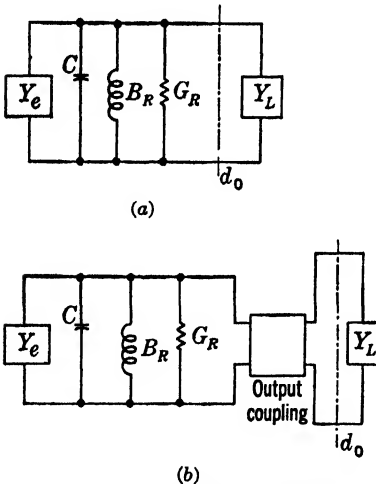 C
Y_e
B_R
G_R
Y_L
d_0
(a)
C
Y_e
B_R
G_R
Output
coupling
Y_L
d_0
(b)